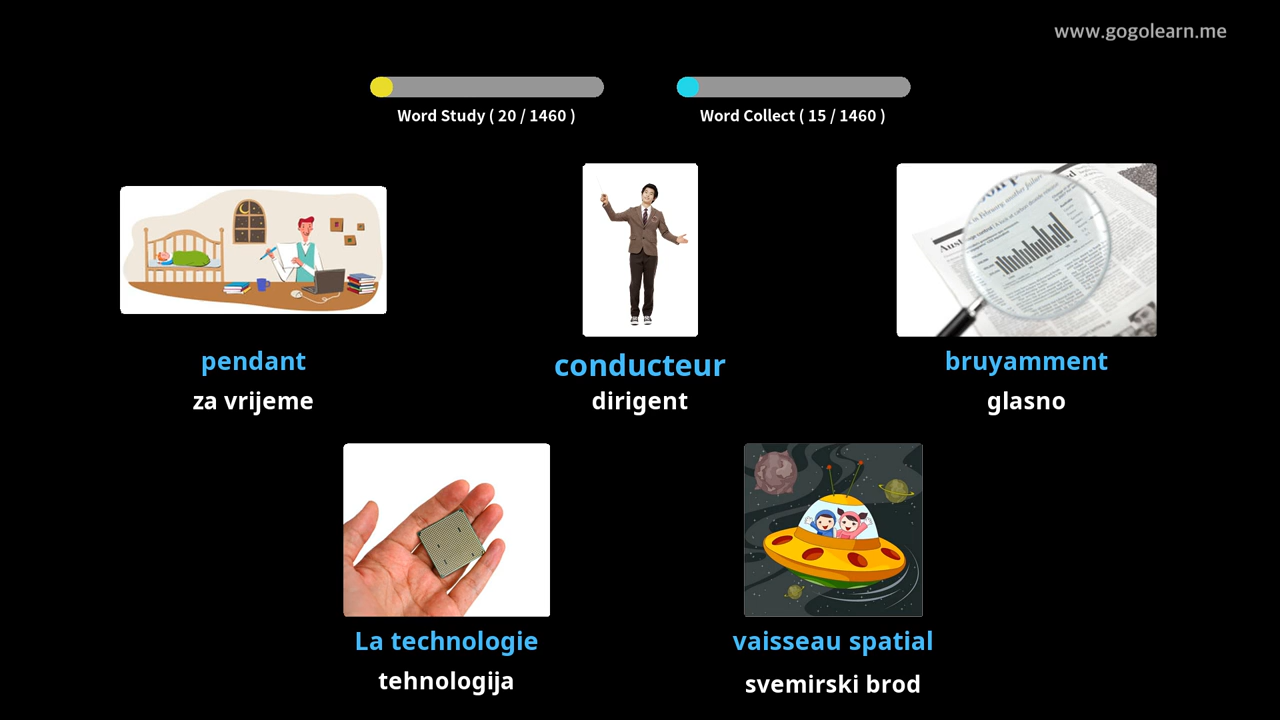 www.gogolearn.me
Word Study ( 20 / 1460 )
Word Collect ( 15 / 1460 )
pendant
za vrijeme
conducteur
dirigent
bruyamment
glasno
La technologie
tehnologija
vaisseau spatial
svemirski brod